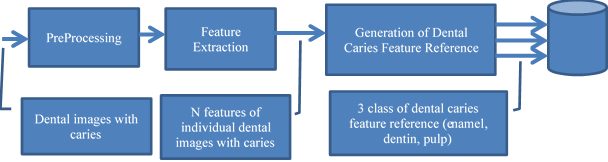 PreProcessing
Feature
Extraction
Generation of Dental
Caries Feature Reference
Dental images with
caries
N features of
individual dental
images with caries
3 class of dental caries
feature reference (enamel,
dentin, pulp)